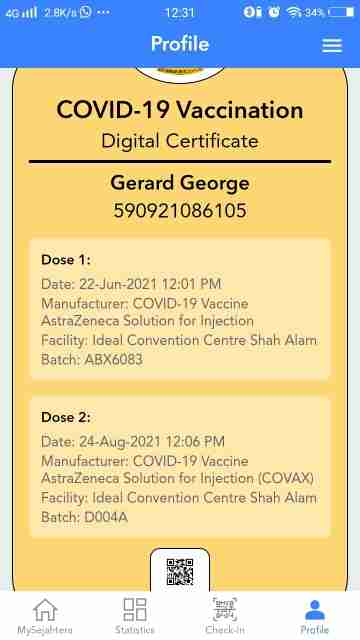 4G 2.8K/s ... 12:31 34%
Profile
COVID-19 Vaccination
Digital Certificate
Gerard George
590921086105
Dose 1:
Date: 22-Jun-2021 12:01 PM
Manufacturer: COVID-19 Vaccine
AstraZeneca Solution for Injection
Facility: Ideal Convention Centre Shah Alam
Batch: ABX6083
Dose 2:
Date: 24-Aug-2021 12:06 PM
Manufacturer: COVID-19 Vaccine
AstraZeneca Solution for Injection (COVAX)
Facility: Ideal Convention Centre Shah Alam
Batch: D004A
MySejahtera Statistics Check-In Profile